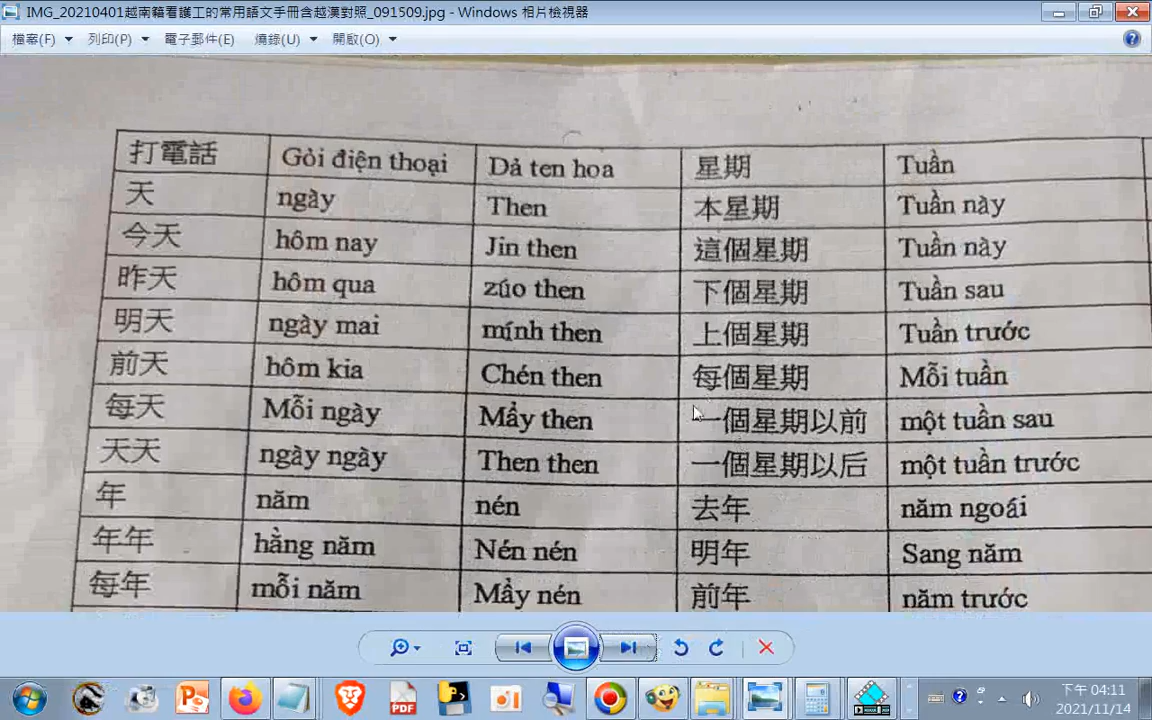 IMG_20210401越南籍看護工的常用語文手冊含越漢對照_091509.jpg - Windows 相片檢視器
檔案(F) 列印(P) 電子郵件(E) 燒錄(U) 開啟(O)
打電話 Gỏi điện thoại Dả ten hoa 星期 Tuần
天 ngày Then 本星期 Tuần này
今天 hôm nay Jin then 這個星期 Tuần này
昨天 hôm qua zúo then 下個星期 Tuần sau
明天 ngày mai mính then 上個星期 Tuần trước
前天 hôm kia Chén then 每個星期 Mỗi tuần
每天 Mỗi ngày Mẩy then 一個星期以前 một tuần sau
天天 ngày ngày Then then 一個星期以后 một tuần trước
年 năm nén 去年 năm ngoái
年年 hằng năm Nén nén 明年 Sang năm
每年 mỗi năm Mẩy nén 前年 năm trước
PDF
下午 04:11
2021/11/14